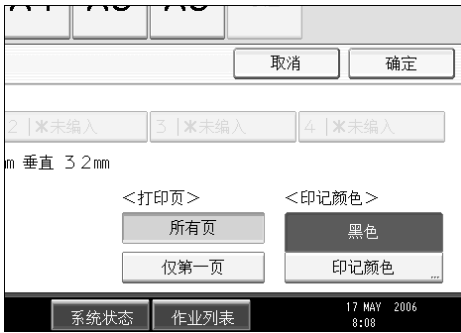 取消 确定
2 |✱未编入 3 |✱未编入 4 |✱未编入
m 垂直 32mm
<打印页> <印记颜色>
所有页 黑色
仅第一页 印记颜色
系统状态 作业列表 17 MAY 2006
8:08